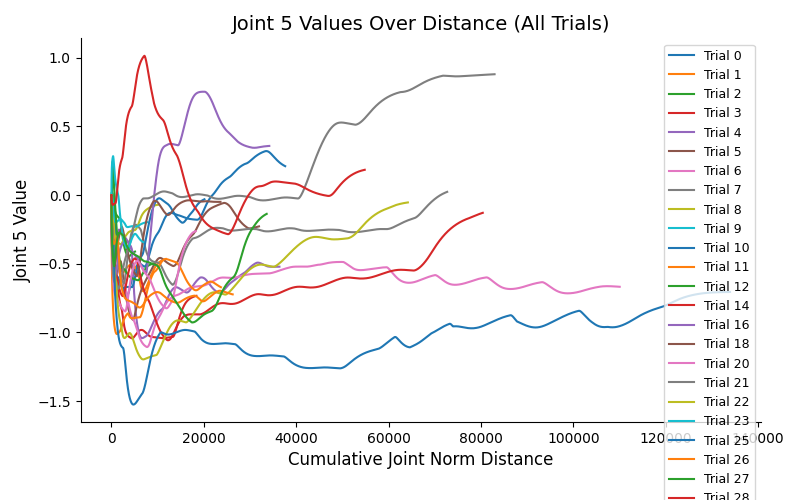 Joint 5 Values Over Distance (All Trials)
Joint 5 Value
1.0
0.5
0.0
−0.5
−1.0
−1.5
0
20000
40000
60000
80000
100000
120000
140000
Cumulative Joint Norm Distance
Trial 0
Trial 1
Trial 2
Trial 3
Trial 4
Trial 5
Trial 6
Trial 7
Trial 8
Trial 9
Trial 10
Trial 11
Trial 12
Trial 14
Trial 16
Trial 18
Trial 20
Trial 21
Trial 22
Trial 23
Trial 25
Trial 26
Trial 27
Trial 28